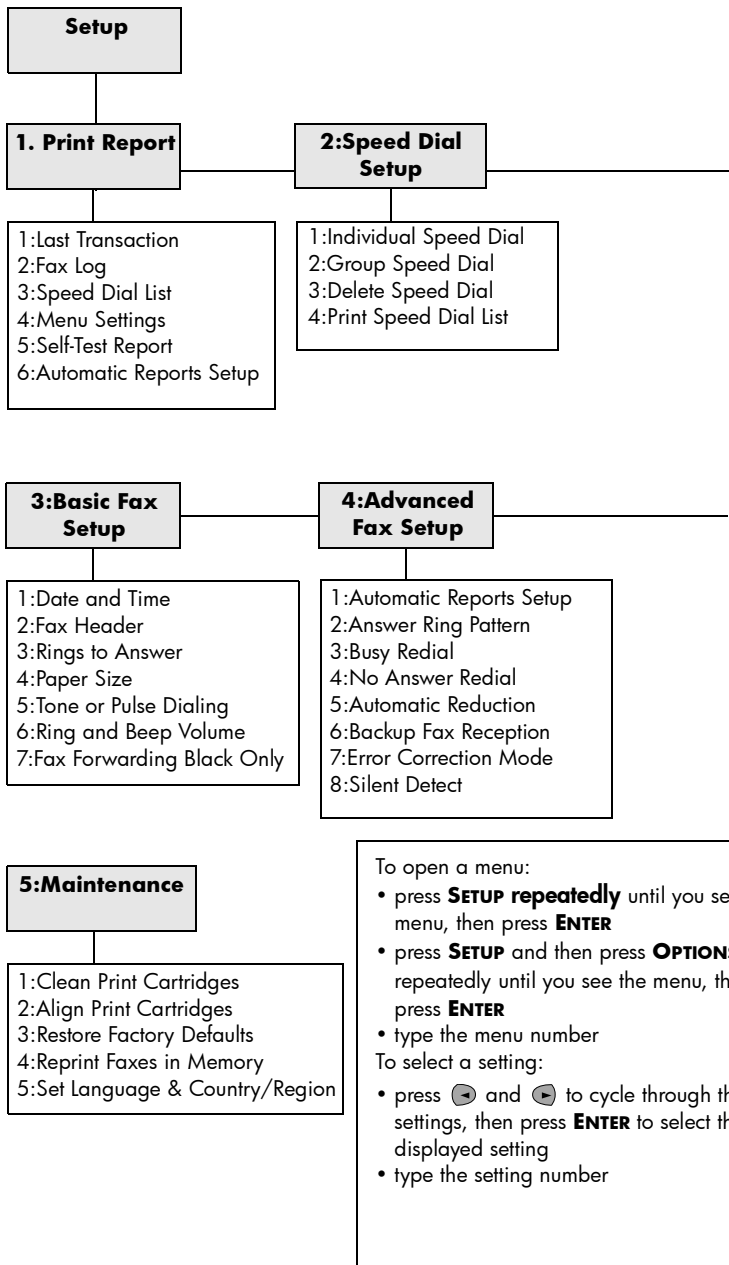 Setup
1. Print Report
2:Speed Dial
Setup
1:Last Transaction
2:Fax Log
3:Speed Dial List
4:Menu Settings
5:Self-Test Report
6:Automatic Reports Setup
1:Individual Speed Dial
2:Group Speed Dial
3:Delete Speed Dial
4:Print Speed Dial List
3:Basic Fax
Setup
4:Advanced
Fax Setup
1:Date and Time
2:Fax Header
3:Rings to Answer
4:Paper Size
5:Tone or Pulse Dialing
6:Ring and Beep Volume
7:Fax Forwarding Black Only
1:Automatic Reports Setup
2:Answer Ring Pattern
3:Busy Redial
4:No Answer Redial
5:Automatic Reduction
6:Backup Fax Reception
7:Error Correction Mode
8:Silent Detect
5:Maintenance
1:Clean Print Cartridges
2:Align Print Cartridges
3:Restore Factory Defaults
4:Reprint Faxes in Memory
5:Set Language & Country/Region
To open a menu:
• press SETUP repeatedly until you se
menu, then press ENTER
• press SETUP and then press OPTIONS
repeatedly until you see the menu, th
press ENTER
• type the menu number
To select a setting:
• press and to cycle through th
settings, then press ENTER to select th
displayed setting
• type the setting number